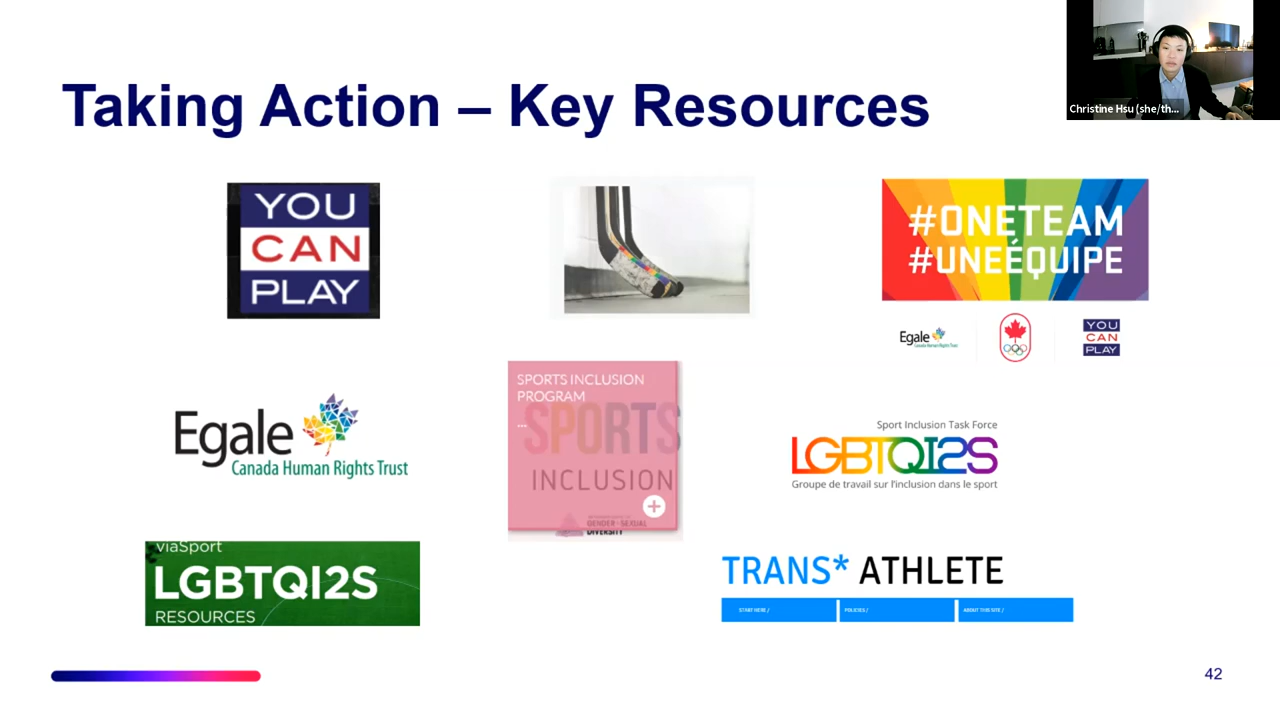 Taking Action – Key Resources
Christine Hsu (she/th...
YOU
CAN
PLAY
#ONETEAM
#UNEÉQUIPE
Egale
Canada Human Rights Trust
YOU
CAN
PLAY
Egale
Canada Human Rights Trust
SPORTS INCLUSION
PROGRAM
...
SPORTS
INCLUSION
GENDER + SEXUAL
DIVERSITY
Sport Inclusion Task Force
LGBTQI2S
Groupe de travail sur l'inclusion dans le sport
viaSport
LGBTQI2S
RESOURCES
TRANS* ATHLETE
START HERE /
POLICIES /
ABOUT THIS SITE /
42